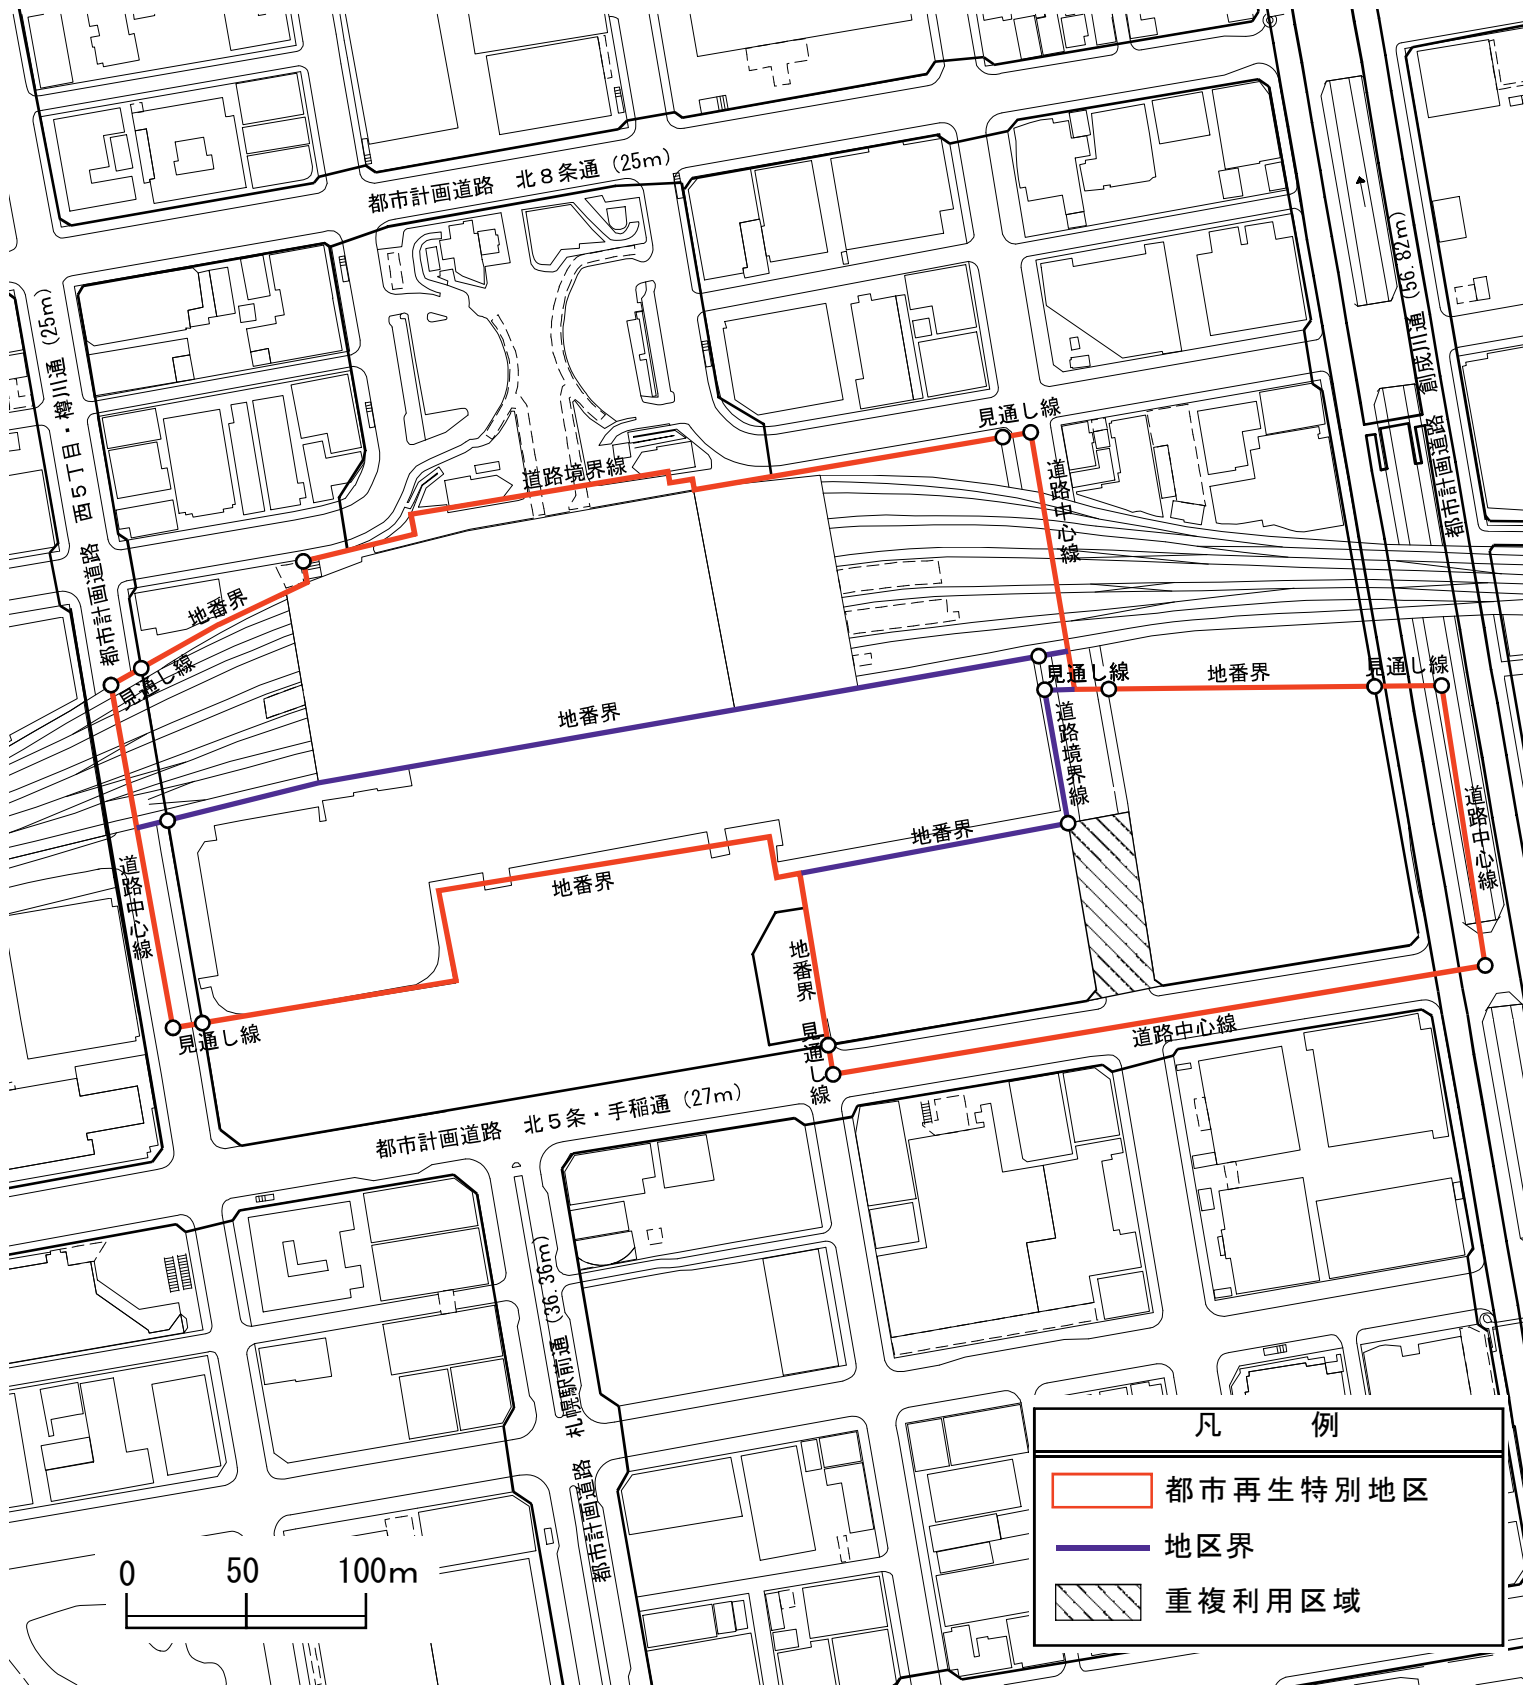 都市計画道路　北８条通（25m）
都市計画道路　西５丁目・樽川通（25m）
都市計画道路　創成川通（56.82m）
見通し線
道路境界線
道路中心線
地番界
見通し線
見通し線
地番界
見通し線
地番界
道路境界線
地番界
道路中心線
道路中心線
地番界
地番界
見通し線
見通し線
道路中心線
都市計画道路　北５条・手稲通（27m）
都市計画道路　札幌駅前通（36.36m）
凡　例
都市再生特別地区
地区界
重複利用区域
0 50 100m